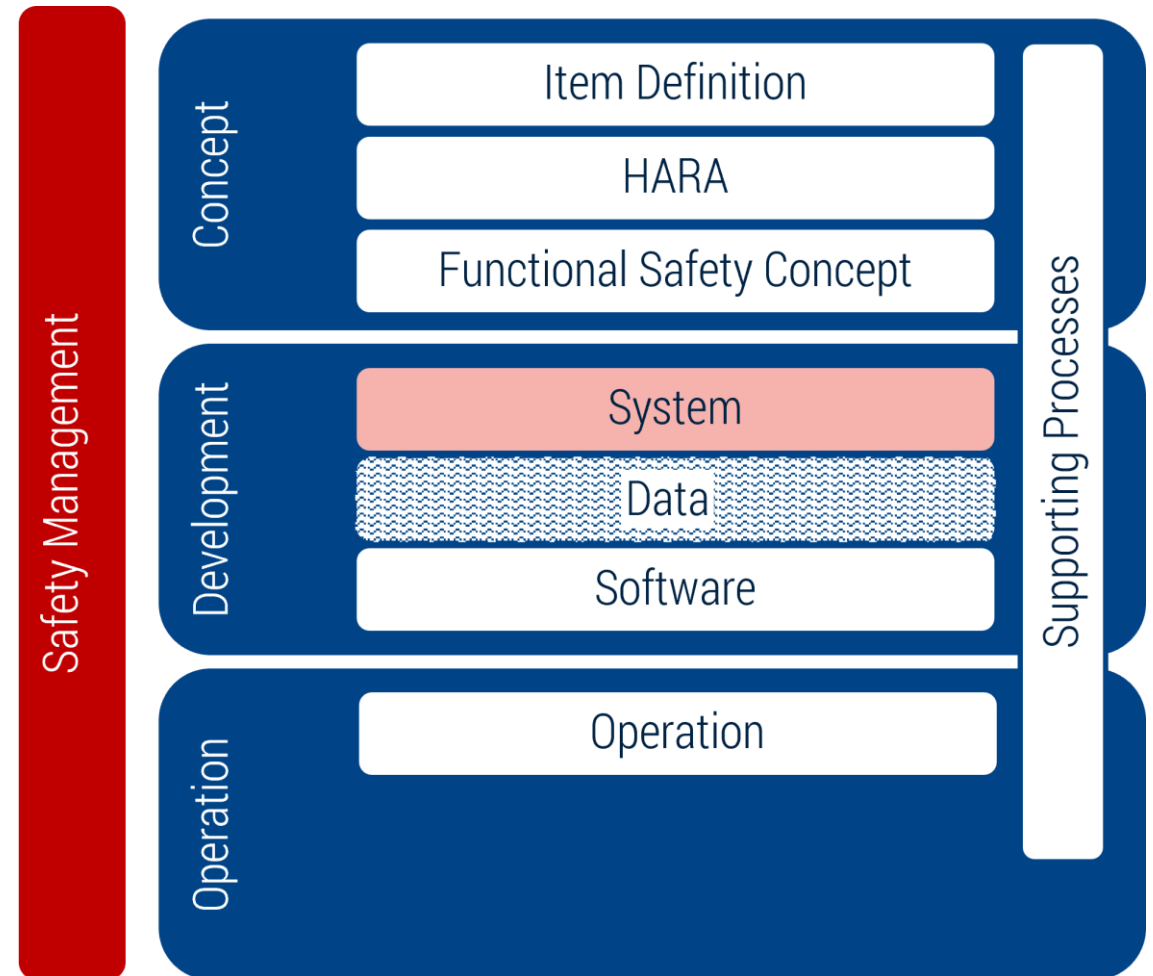 Safety Management
Concept
Item Definition
HARA
Functional Safety Concept
Development
System
Data
Software
Operation
Operation
Supporting Processes